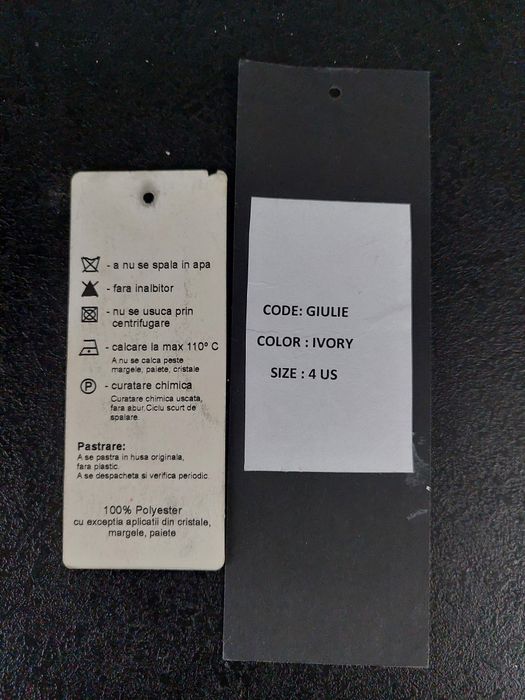 - a nu se spala in apa
- fara inalbitor
- nu se usuca prin
centrifugare
- calcare la max 110º C
A nu se calca peste
margele, paiete, cristale
P - curatare chimica
Curatare chimica uscata,
fara abur.Ciclu scurt de
spalare.
Pastrare:
A se pastra in husa originala,
fara plastic.
A se despacheta si verifica periodic.
100% Polyester
cu exceptia aplicatii din cristale,
margele, paiete
CODE: GIULIE
COLOR : IVORY
SIZE : 4 US